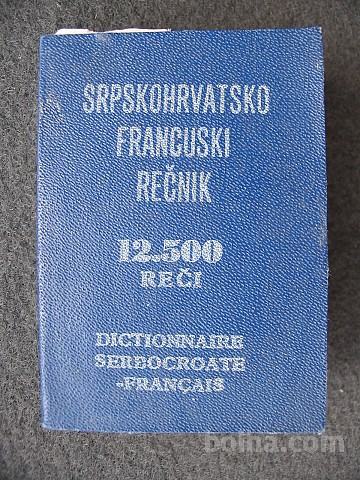 SRPSKOHRVATSKO
FRANCUSKI
REČNIK
12.500
REČI
DICTIONNAIRE
SERBOCROATE
-FRANÇAIS
bolha.com